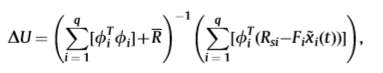 ΔU = ( ∑_{i=1}^{q} [ϕ_i^T ϕ_i] + R̅ )^{-1} ( ∑_{i=1}^{q} [ϕ_i^T (R_{si} − F_i x̃_i(t))] ),